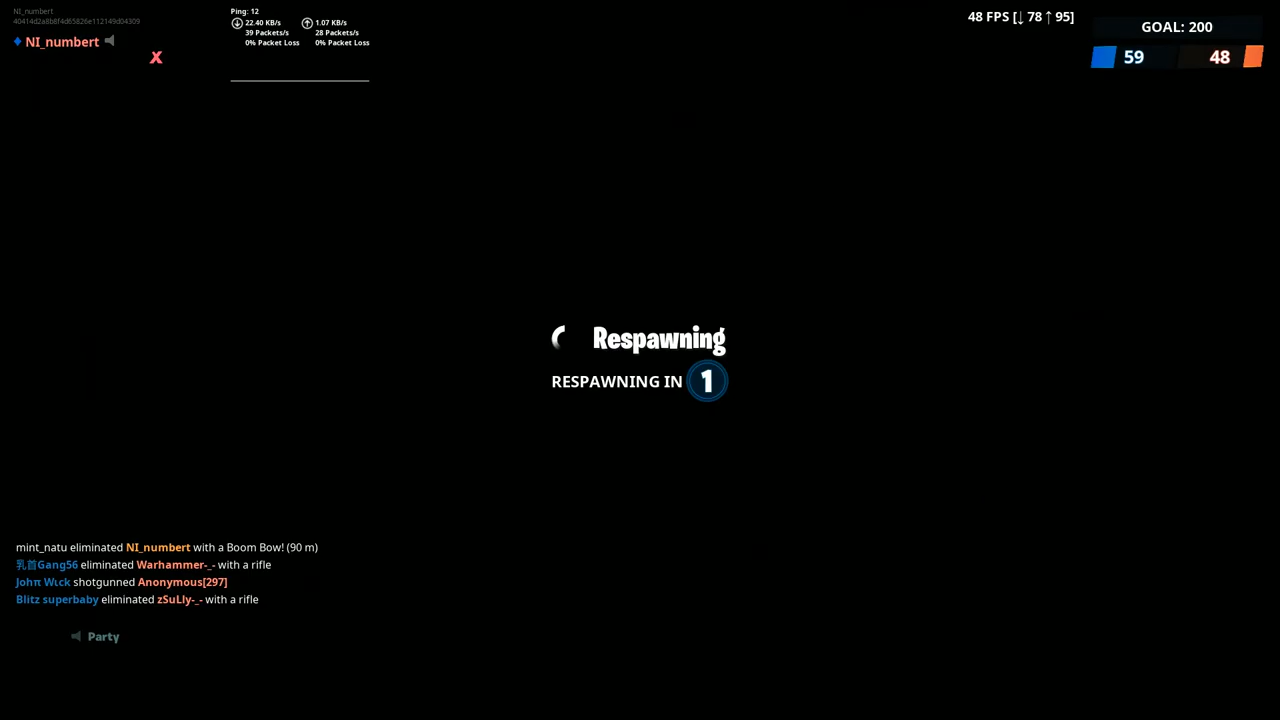 NI_numbert
40414d2a8b8f4d65826e112149d04309
NI_numbert
X
Ping: 12
22.40 KB/s 1.07 KB/s
39 Packets/s 28 Packets/s
0% Packet Loss 0% Packet Loss
48 FPS [↓ 78 ↑ 95]
GOAL: 200
59 48
Respawning
RESPAWNING IN 1
mint_natu eliminated NI_numbert with a Boom Bow! (90 m)
乳首Gang56 eliminated Warhammer-_- with a rifle
Johπ Wιck shotgunned Anonymous[297]
Blitz superbaby eliminated zSuLly-_- with a rifle
Party